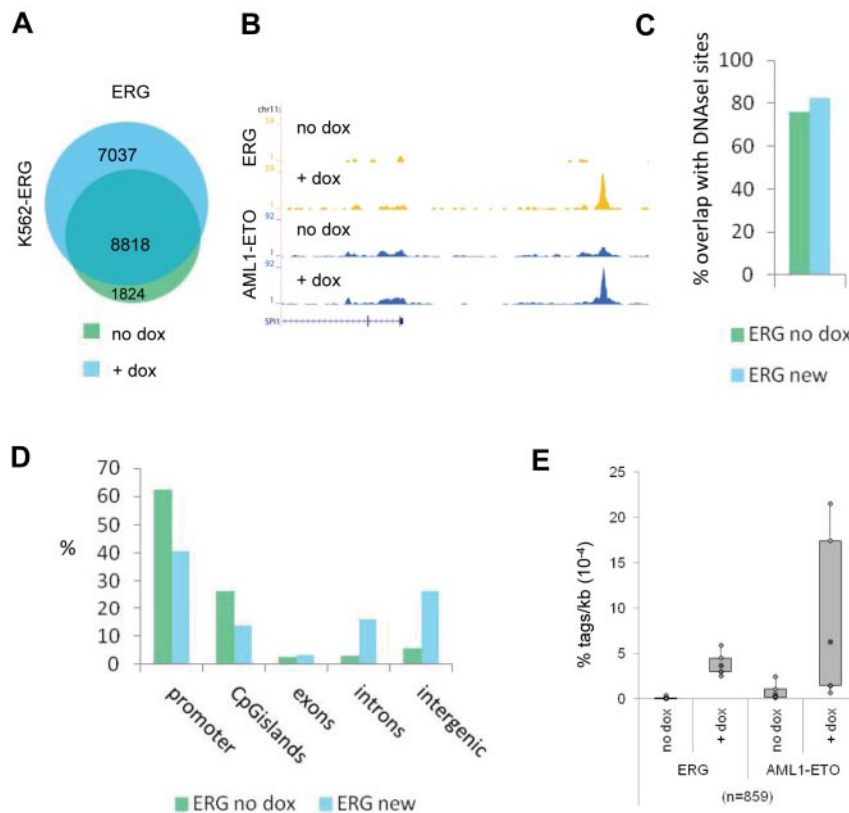 A
ERG
K562-ERG
7037
8818
1824
no dox
+ dox
B
chr11:
ERG
59
no dox
1
59
+ dox
1
AML1-ETO
92
no dox
1
92
+ dox
1
SPI1
C
% overlap with DNAseI sites
100
80
60
40
20
0
ERG no dox
ERG new
D
%
70
60
50
40
30
20
10
0
promoter
CpGislands
exons
introns
intergenic
ERG no dox
ERG new
E
% tags/kb (10-4)
25
20
15
10
5
0
no dox
+ dox
no dox
+ dox
ERG
AML1-ETO
(n=859)